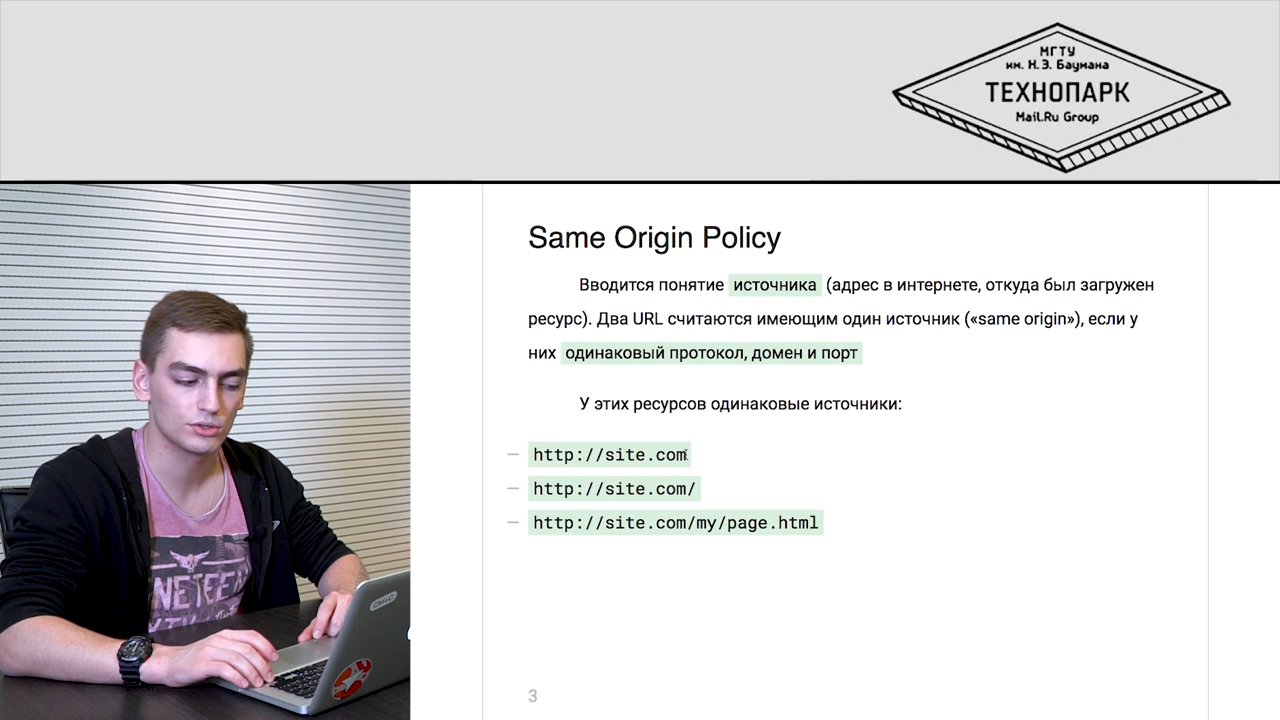 МГТУ
им. Н.Э. Баумана
ТЕХНОПАРК
Mail.Ru Group
Same Origin Policy
Вводится понятие источника (адрес в интернете, откуда был загружен
ресурс). Два URL считаются имеющим один источник («same origin»), если у
них одинаковый протокол, домен и порт
У этих ресурсов одинаковые источники:
— http://site.com
— http://site.com/
— http://site.com/my/page.html
3
Ctrl+C